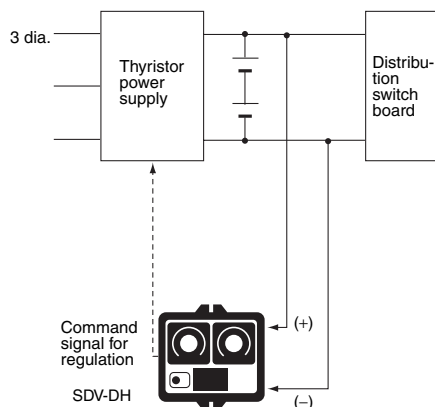 3 dia.
Thyristor
power
supply
Distribu-
tion
switch
board
Command
signal for
regulation
SDV-DH
(+)
(−)